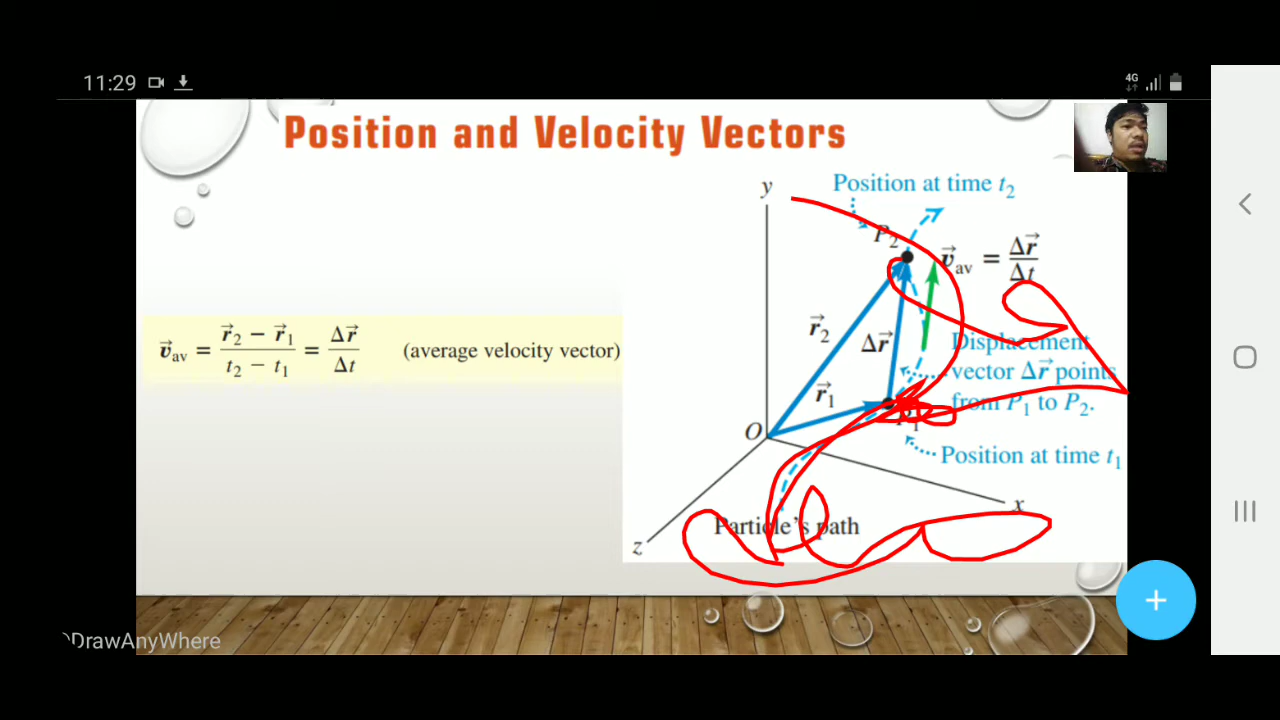 11:29
4G
Position and Velocity Vectors
y
Position at time t₂
P₂
v⃗av = Δr⃗/Δt
r⃗₂
Δr⃗
Displacement
vector Δr⃗ points
from P₁ to P₂.
r⃗₁
v⃗av = (r⃗₂ − r⃗₁)/(t₂ − t₁) = Δr⃗/Δt (average velocity vector)
O
P₁
Position at time t₁
x
Particle's path
z
DrawAnyWhere